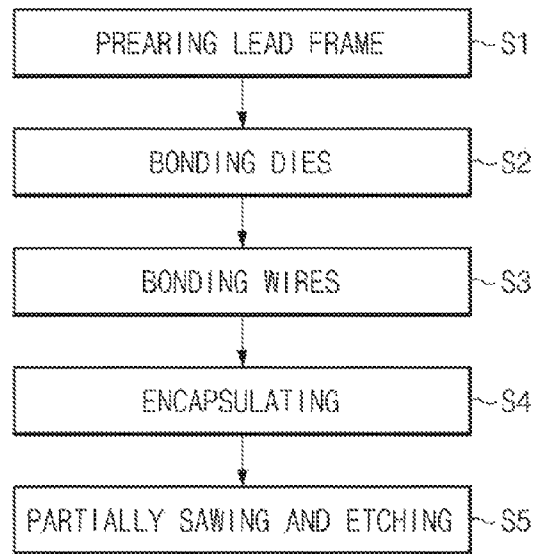 PREARING LEAD FRAME S1
BONDING DIES S2
BONDING WIRES S3
ENCAPSULATING S4
PARTIALLY SAWING AND ETCHING S5